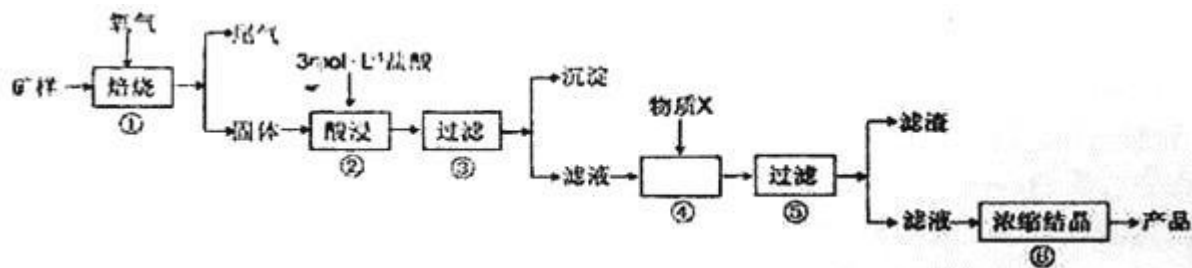 氧气
尾气
3mol·L⁻¹盐酸
沉淀
物质X
滤渣
矿样
焙烧
①
固体
酸浸
②
过滤
③
滤液
④
过滤
⑤
滤液
浓缩结晶
⑥
产品